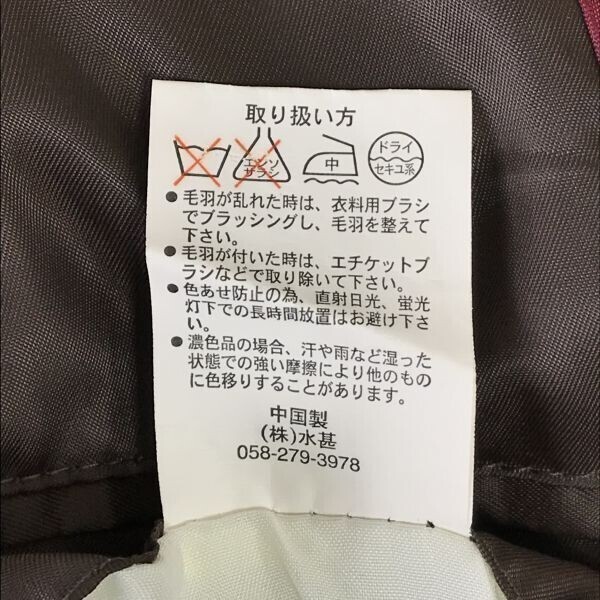 取り扱い方
エンソ サラシ 中 ドライ セキユ系
●毛羽が乱れた時は、衣料用ブラシ
でブラッシングし、毛羽を整えて
下さい。
●毛羽が付いた時は、エチケットブ
ラシなどで取り除いて下さい。
●色あせ防止の為、直射日光、蛍光
灯下での長時間放置はお避け下さ
い。
●濃色品の場合、汗や雨など湿った
状態での強い摩擦により他のもの
に色移りすることがあります。
中国製
(株)水甚
058-279-3978